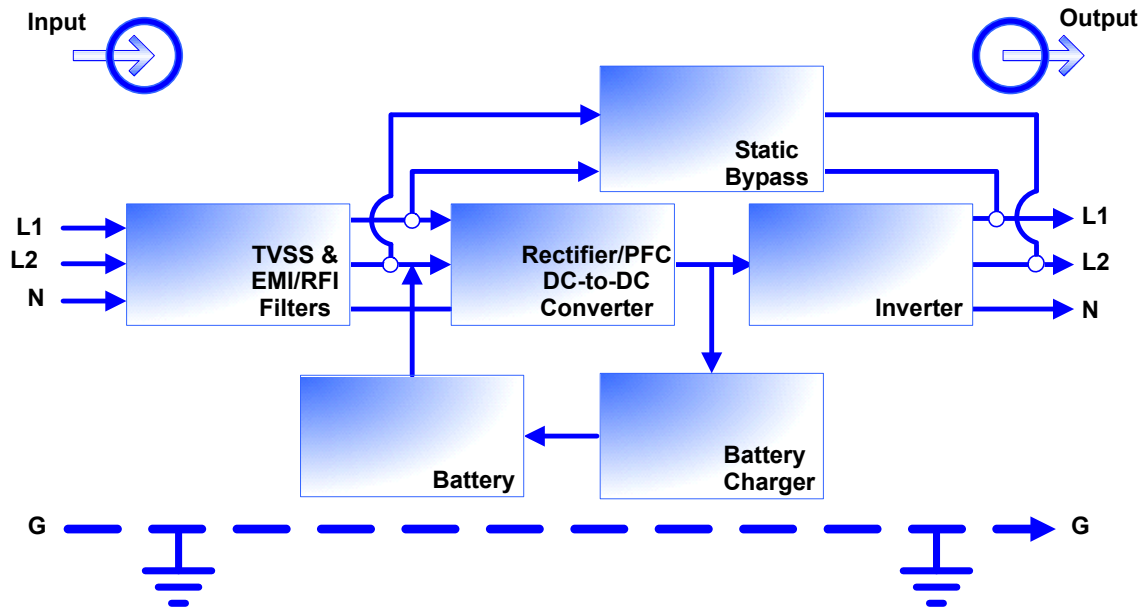 Input
Output
Static
Bypass
L1
L2
N
TVSS &
EMI/RFI
Filters
Rectifier/PFC
DC-to-DC
Converter
Inverter
L1
L2
N
Battery
Battery
Charger
G
G